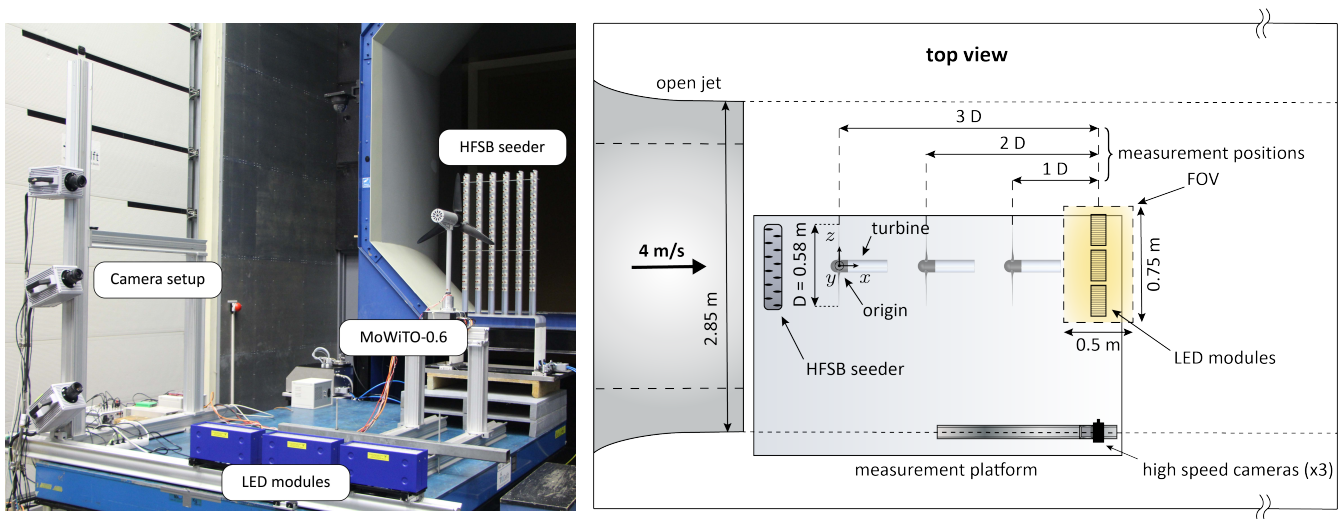 HFSB seeder
Camera setup
MoWiTO-0.6
LED modules
top view
open jet
3 D
2 D
measurement positions
1 D
FOV
4 m/s
2.85 m
D = 0.58 m
z
turbine
y
x
origin
0.75 m
0.5 m
LED modules
HFSB seeder
measurement platform
high speed cameras (x3)